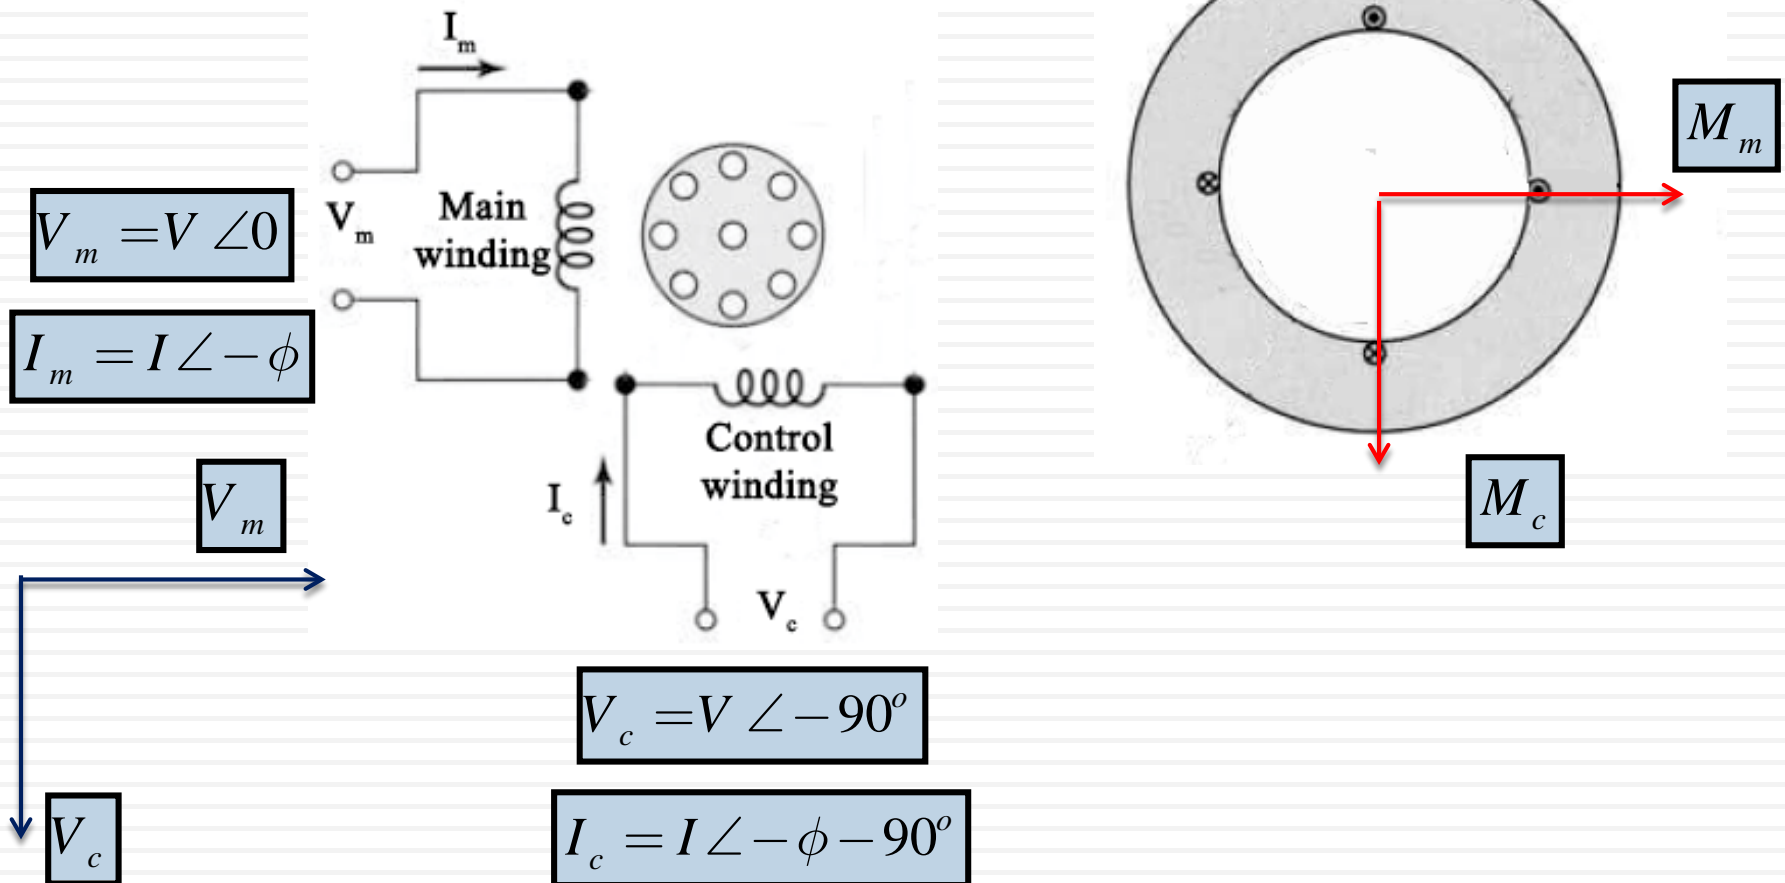 I_m
V_m = V ∠0
V_m
Main
winding
I_m = I ∠ − ϕ
M_m
Control
winding
I_c
V_m
M_c
V_c
V_c = V ∠ − 90^o
V_c
I_c = I ∠ − ϕ − 90^o